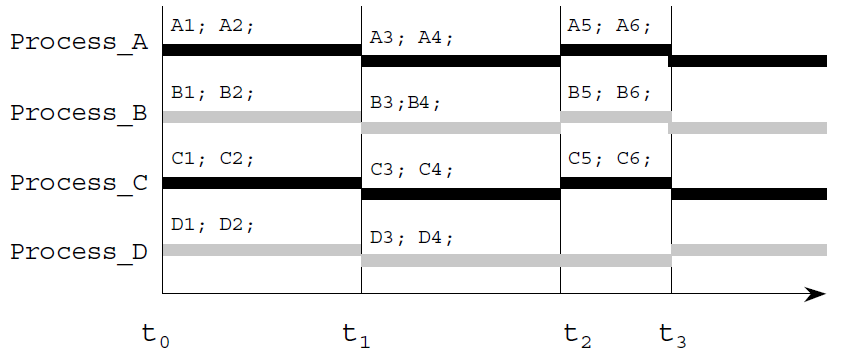 A1; A2;
A3; A4;
A5; A6;
Process_A
B1; B2;
B3;B4;
B5; B6;
Process_B
C1; C2;
C3; C4;
C5; C6;
Process_C
D1; D2;
D3; D4;
Process_D
t0 t1 t2 t3